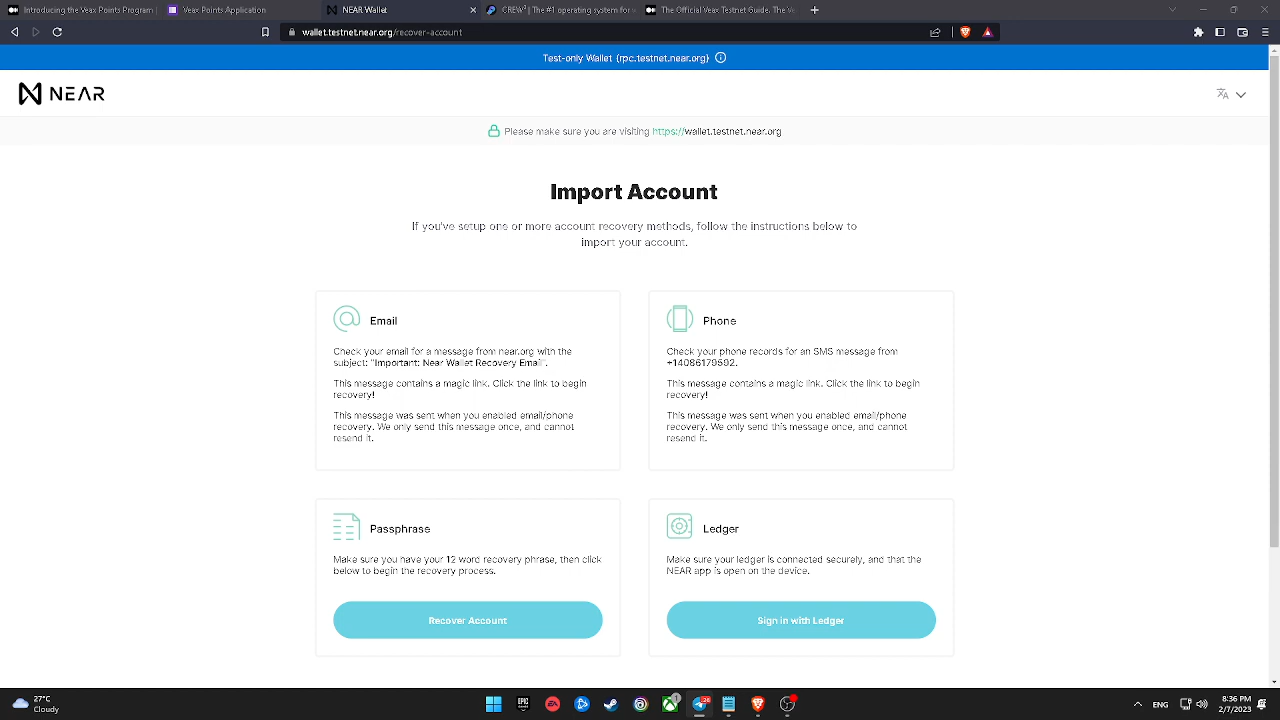 Introducing the Vexx Points Program
Vexx Points Application
NEAR Wallet
CREW³ | The #1 operating system for
The Official Vexx Testnet Guide. The
wallet.testnet.near.org/recover-account
Test-only Wallet (rpc.testnet.near.org)
NEAR
Please make sure you are visiting https://wallet.testnet.near.org
Import Account
If you've setup one or more account recovery methods, follow the instructions below to
import your account.
Email
Check your email for a message from near.org with the
subject: "Important: Near Wallet Recovery Email".
This message contains a magic link. Click the link to begin
recovery!
This message was sent when you enabled email/phone
recovery. We only send this message once, and cannot
resend it.
Phone
Check your phone records for an SMS message from
+14086179592.
This message contains a magic link. Click the link to begin
recovery!
This message was sent when you enabled email/phone
recovery. We only send this message once, and cannot
resend it.
Passphrase
Make sure you have your 12 word recovery phrase, then click
below to begin the recovery process.
Recover Account
Ledger
Make sure your ledger is connected securely, and that the
NEAR app is open on the device.
Sign in with Ledger
27°C
Cloudy
ENG
8:36 PM
2/7/2023